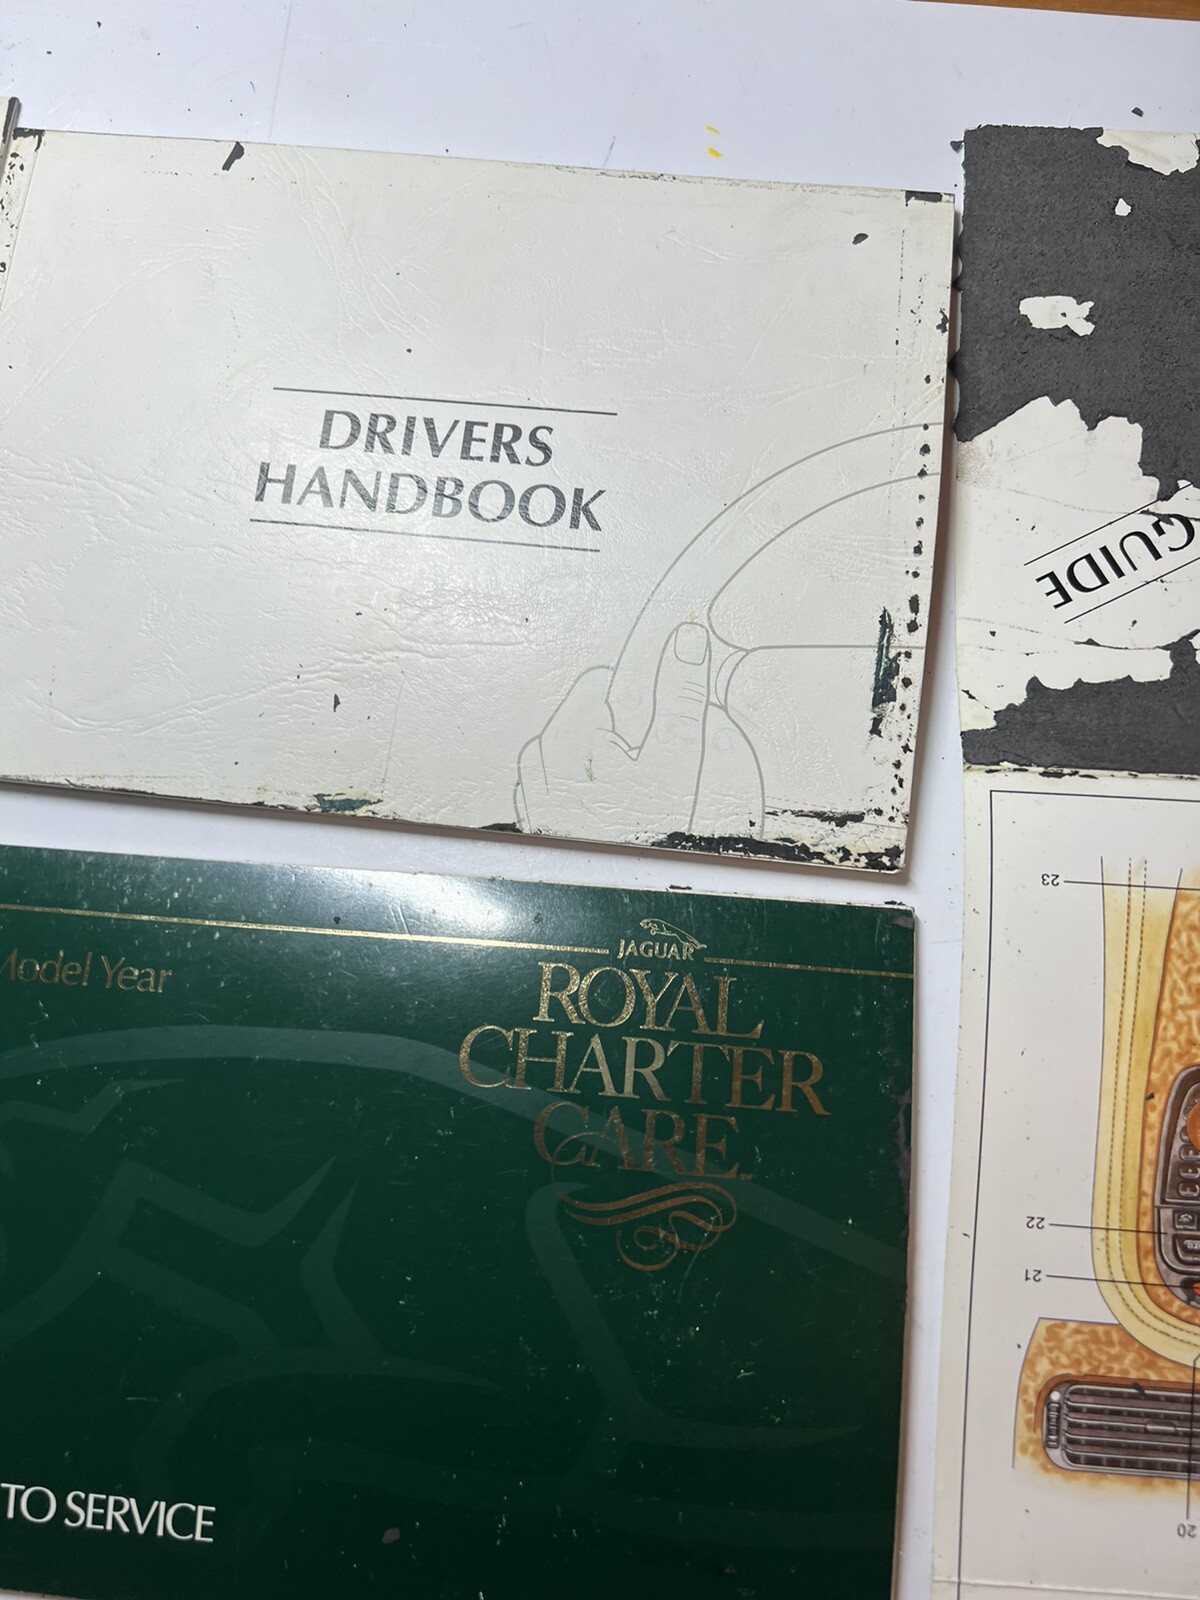 DRIVERS
HANDBOOK
GUIDE
Model Year
JAGUAR
ROYAL
CHARTER
CARE
TO SERVICE
23
22
21
20